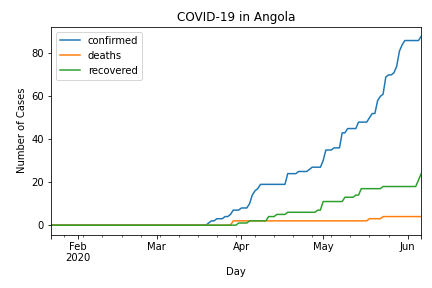 COVID-19 in Angola
confirmed
deaths
recovered
Number of Cases
80
60
40
20
0
Feb
2020
Mar
Apr
May
Jun
Day